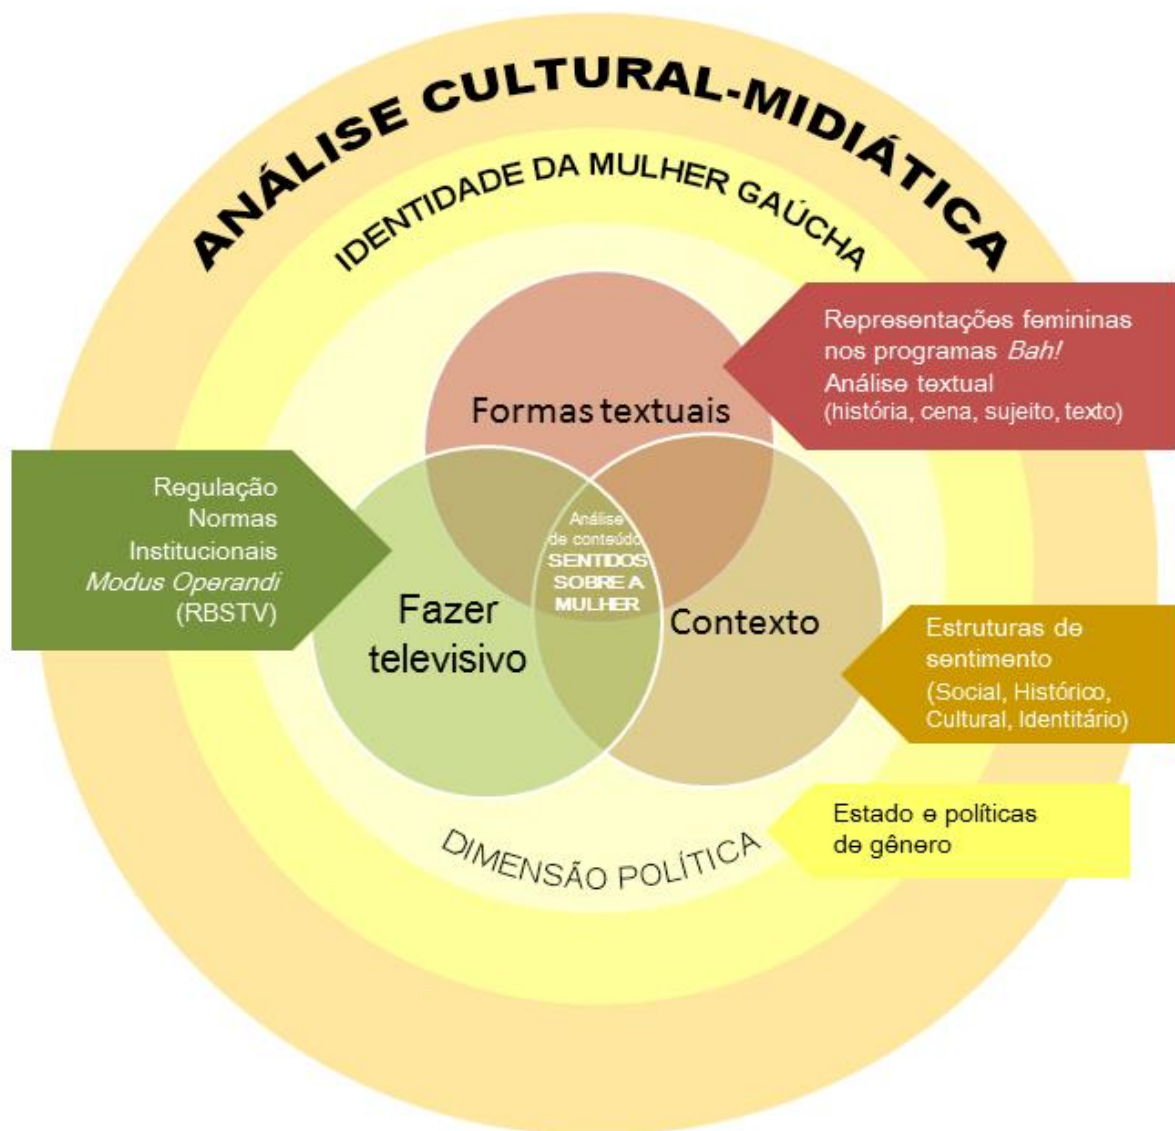 ANÁLISE CULTURAL-MIDIÁTICA
IDENTIDADE DA MULHER GAÚCHA
Representações femininas
nos programas Bah!
Análise textual
(história, cena, sujeito, texto)
Formas textuais
Regulação
Normas
Institucionais
Modus Operandi
(RBSTV)
Análise
de conteúdo
SENTIDOS
SOBRE A
MULHER
Fazer
televisivo
Contexto
Estruturas de
sentimento
(Social, Histórico,
Cultural, Identitário)
Estado e políticas
de gênero
DIMENSÃO POLÍTICA